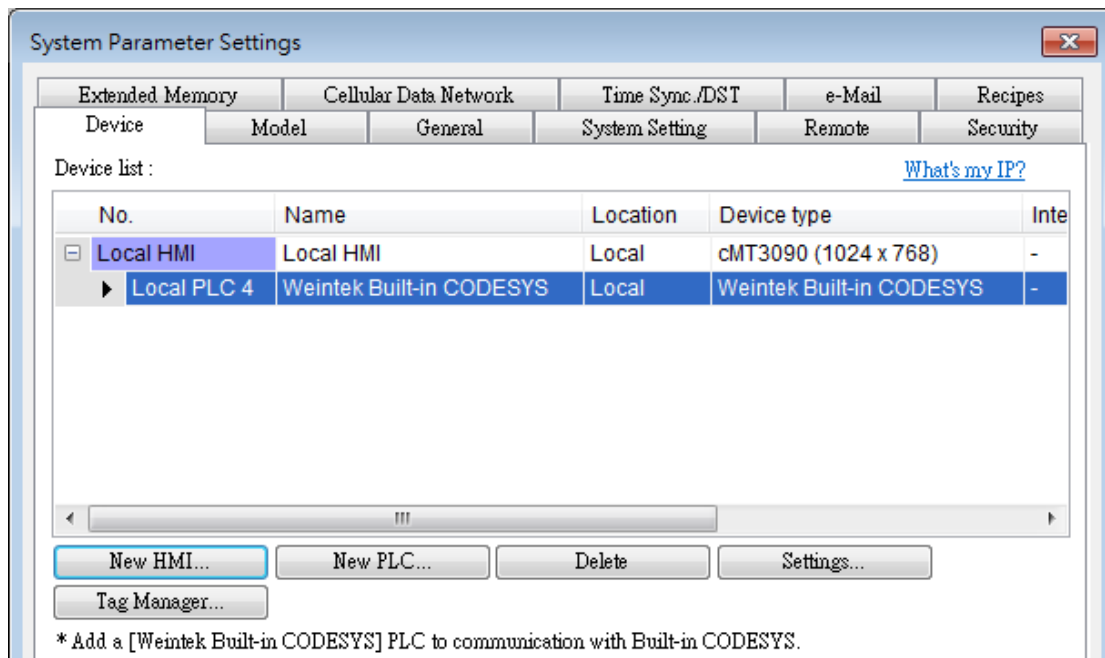 System Parameter Settings
Extended Memory Cellular Data Network Time Sync./DST e-Mail Recipes
Device Model General System Setting Remote Security
Device list :
What's my IP?
No. Name Location Device type Inte
Local HMI Local HMI Local cMT3090 (1024 x 768) -
Local PLC 4 Weintek Built-in CODESYS Local Weintek Built-in CODESYS -
New HMI... New PLC... Delete Settings...
Tag Manager...
* Add a [Weintek Built-in CODESYS] PLC to communication with Built-in CODESYS.